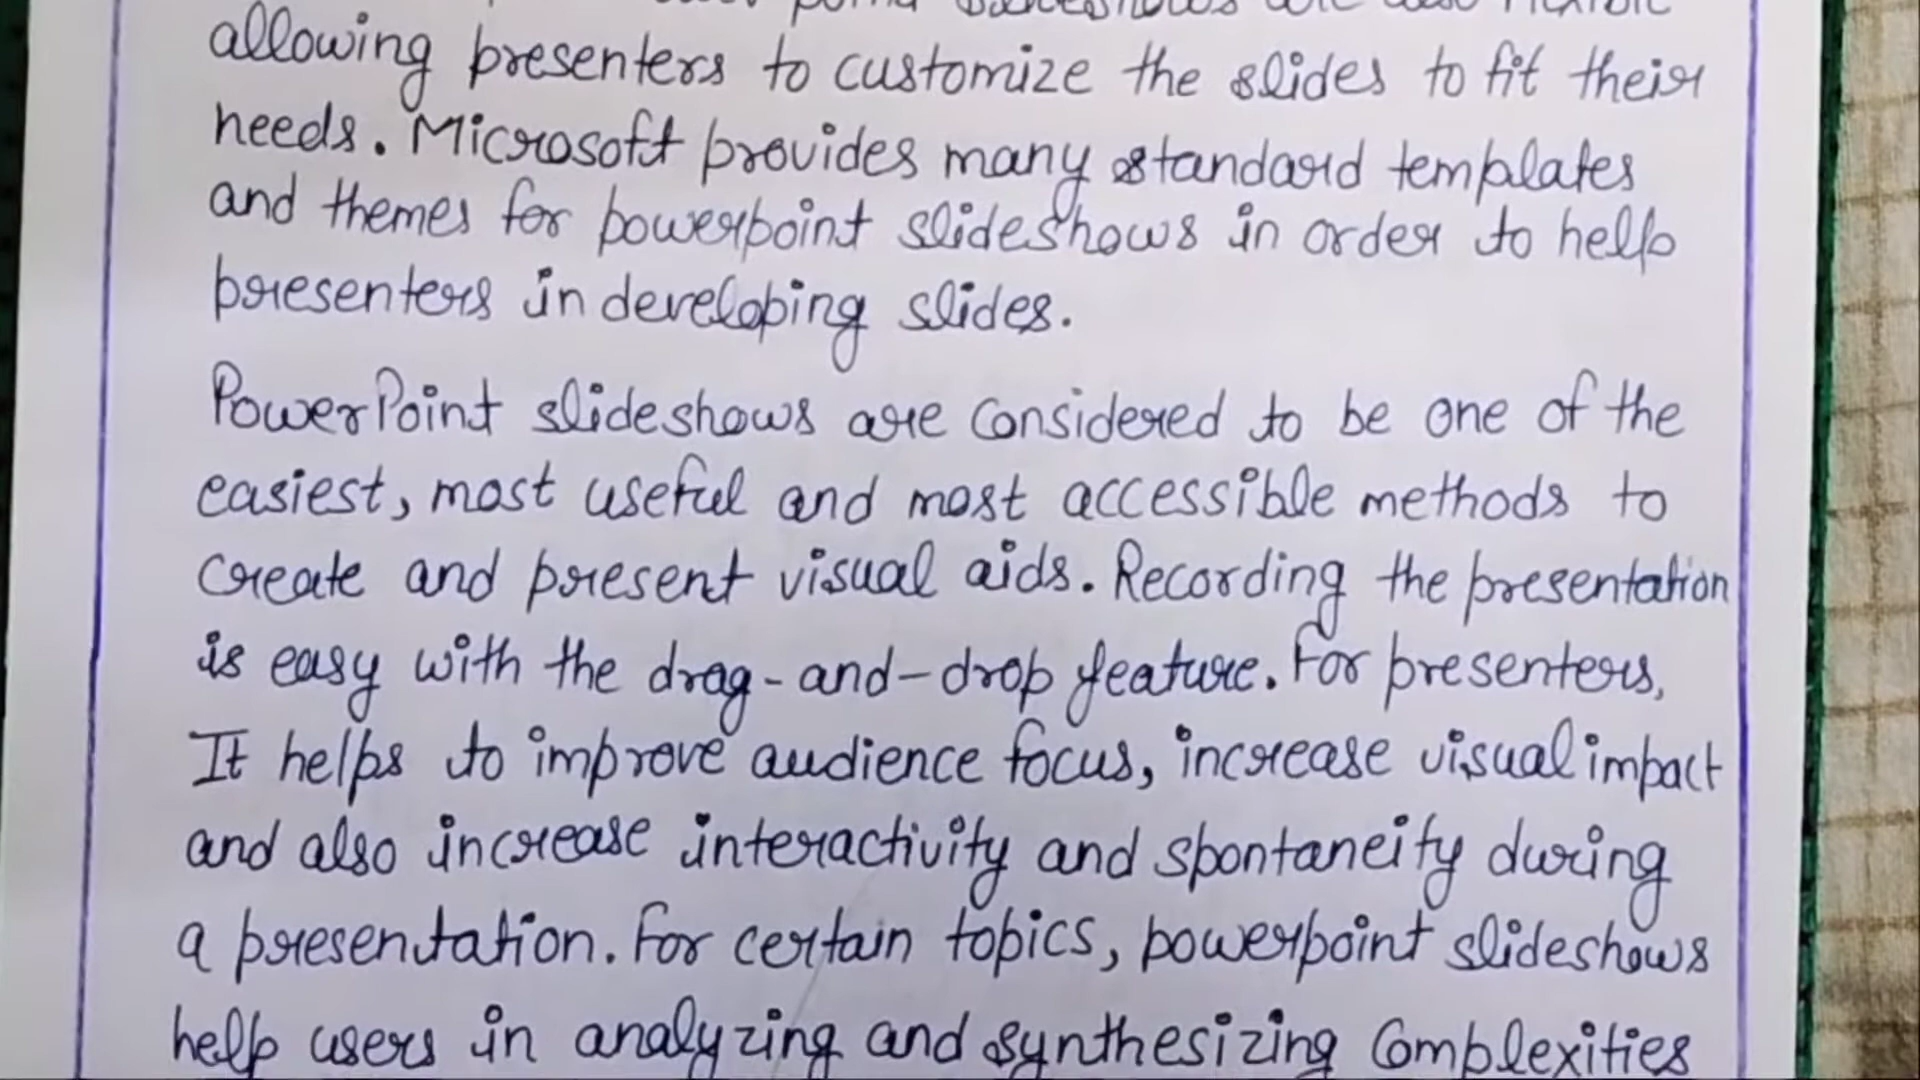 allowing presenters to customize the slides to fit their
needs. Microsoft provides many standard templates
and themes for powerpoint slideshows in order to help
presenters in developing slides.
PowerPoint slideshows are considered to be one of the
easiest, most useful and most accessible methods to
create and present visual aids. Recording the presentation
is easy with the drag-and-drop feature. For presenters,
It helps to improve audience focus, increase visual impact
and also increase interactivity and spontaneity during
a presentation. For certain topics, powerpoint slideshows
help users in analyzing and synthesizing Complexities